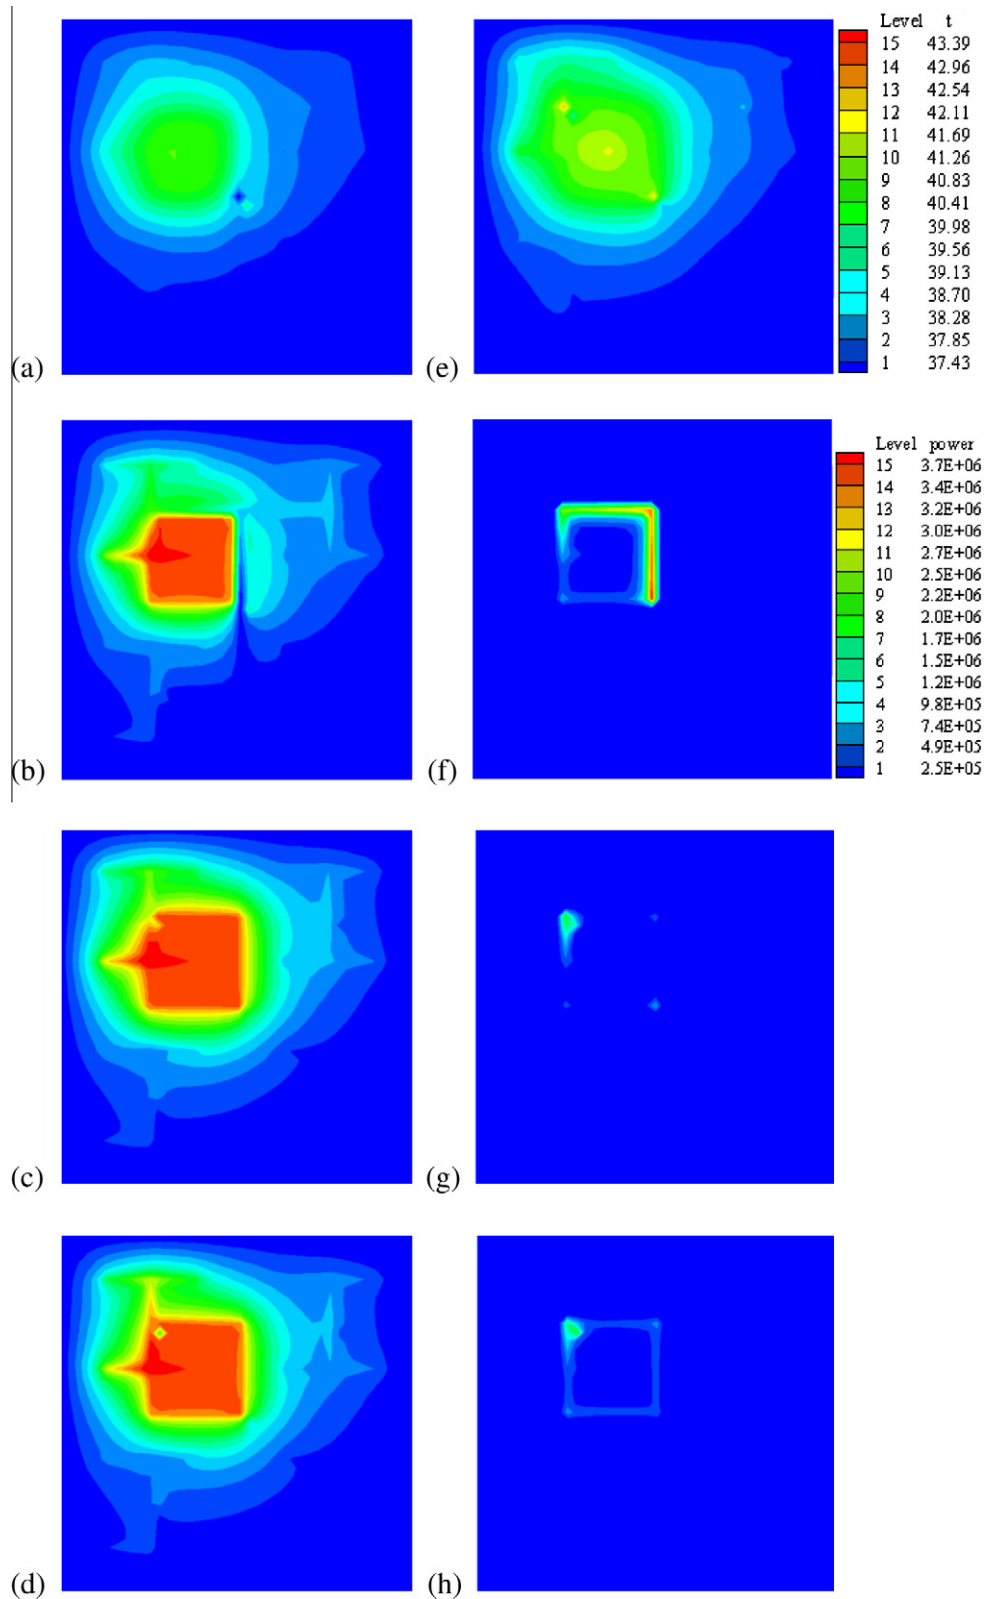 (a)
(e)
Level t
15 43.39
14 42.96
13 42.54
12 42.11
11 41.69
10 41.26
9 40.83
8 40.41
7 39.98
6 39.56
5 39.13
4 38.70
3 38.28
2 37.85
1 37.43
(b)
(f)
Level power
15 3.7E+06
14 3.4E+06
13 3.2E+06
12 3.0E+06
11 2.7E+06
10 2.5E+06
9 2.2E+06
8 2.0E+06
7 1.7E+06
6 1.5E+06
5 1.2E+06
4 9.8E+05
3 7.4E+05
2 4.9E+05
1 2.5E+05
(c)
(g)
(d)
(h)